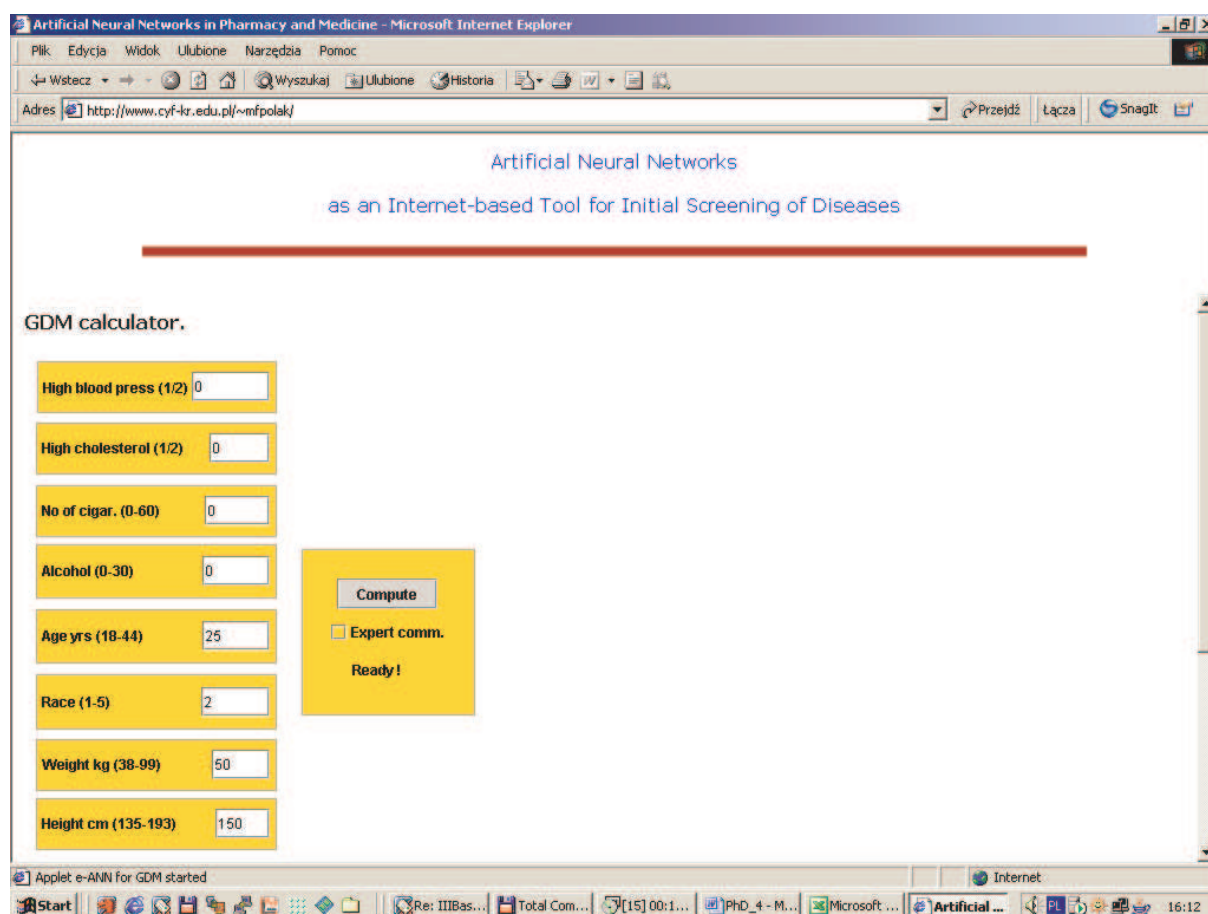 Artificial Neural Networks in Pharmacy and Medicine - Microsoft Internet Explorer
Plik Edycja Widok Ulubione Narzędzia Pomoc
Wstecz Wyszukaj Ulubione Historia
Adres http://www.cyf-kr.edu.pl/~mfpolak/ Przejdź Łącza SnagIt
Artificial Neural Networks
as an Internet-based Tool for Initial Screening of Diseases
GDM calculator.
High blood press (1/2) 0
High cholesterol (1/2) 0
No of cigar. (0-60) 0
Alcohol (0-30) 0
Compute
Age yrs (18-44) 25
Expert comm.
Ready!
Race (1-5) 2
Weight kg (38-99) 50
Height cm (135-193) 150
Applet e-ANN for GDM started Internet
Start Re: IIIBas... Total Com... [15] 00:1... PhD_4 - M... Microsoft ... Artificial ... PL 16:12